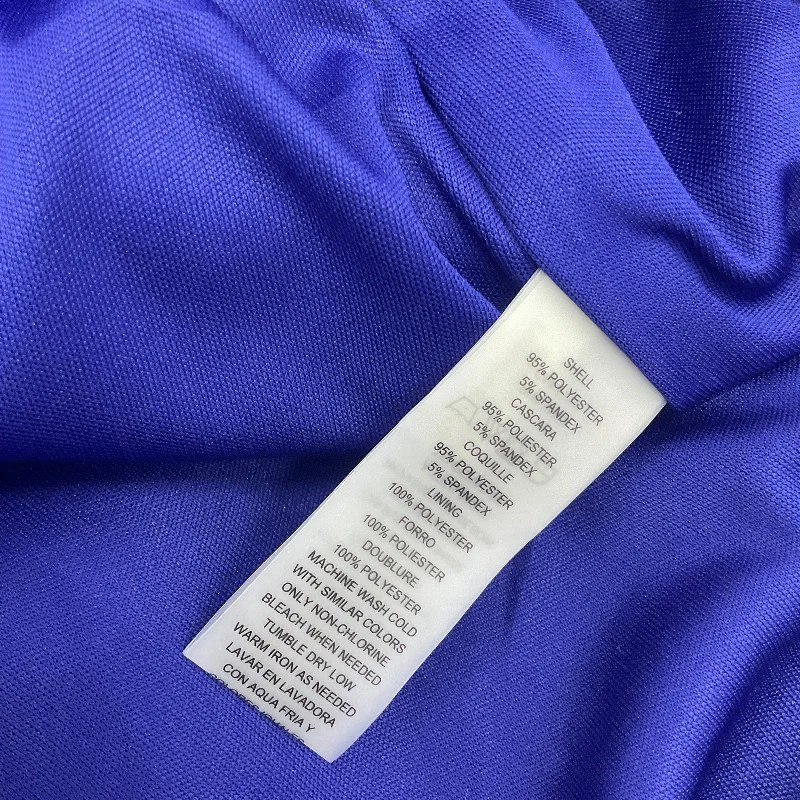 SHELL
95% POLYESTER
5% SPANDEX
CASCARA
95% POLIESTER
5% SPANDEX
COQUILLE
95% POLYESTER
5% SPANDEX
LINING
100% POLYESTER
FORRO
100% POLIESTER
DOUBLURE
100% POLYESTER
MACHINE WASH COLD
WITH SIMILAR COLORS
ONLY NON-CHLORINE
BLEACH WHEN NEEDED
TUMBLE DRY LOW
WARM IRON AS NEEDED
LAVAR EN LAVADORA
CON AQUA FRIA Y